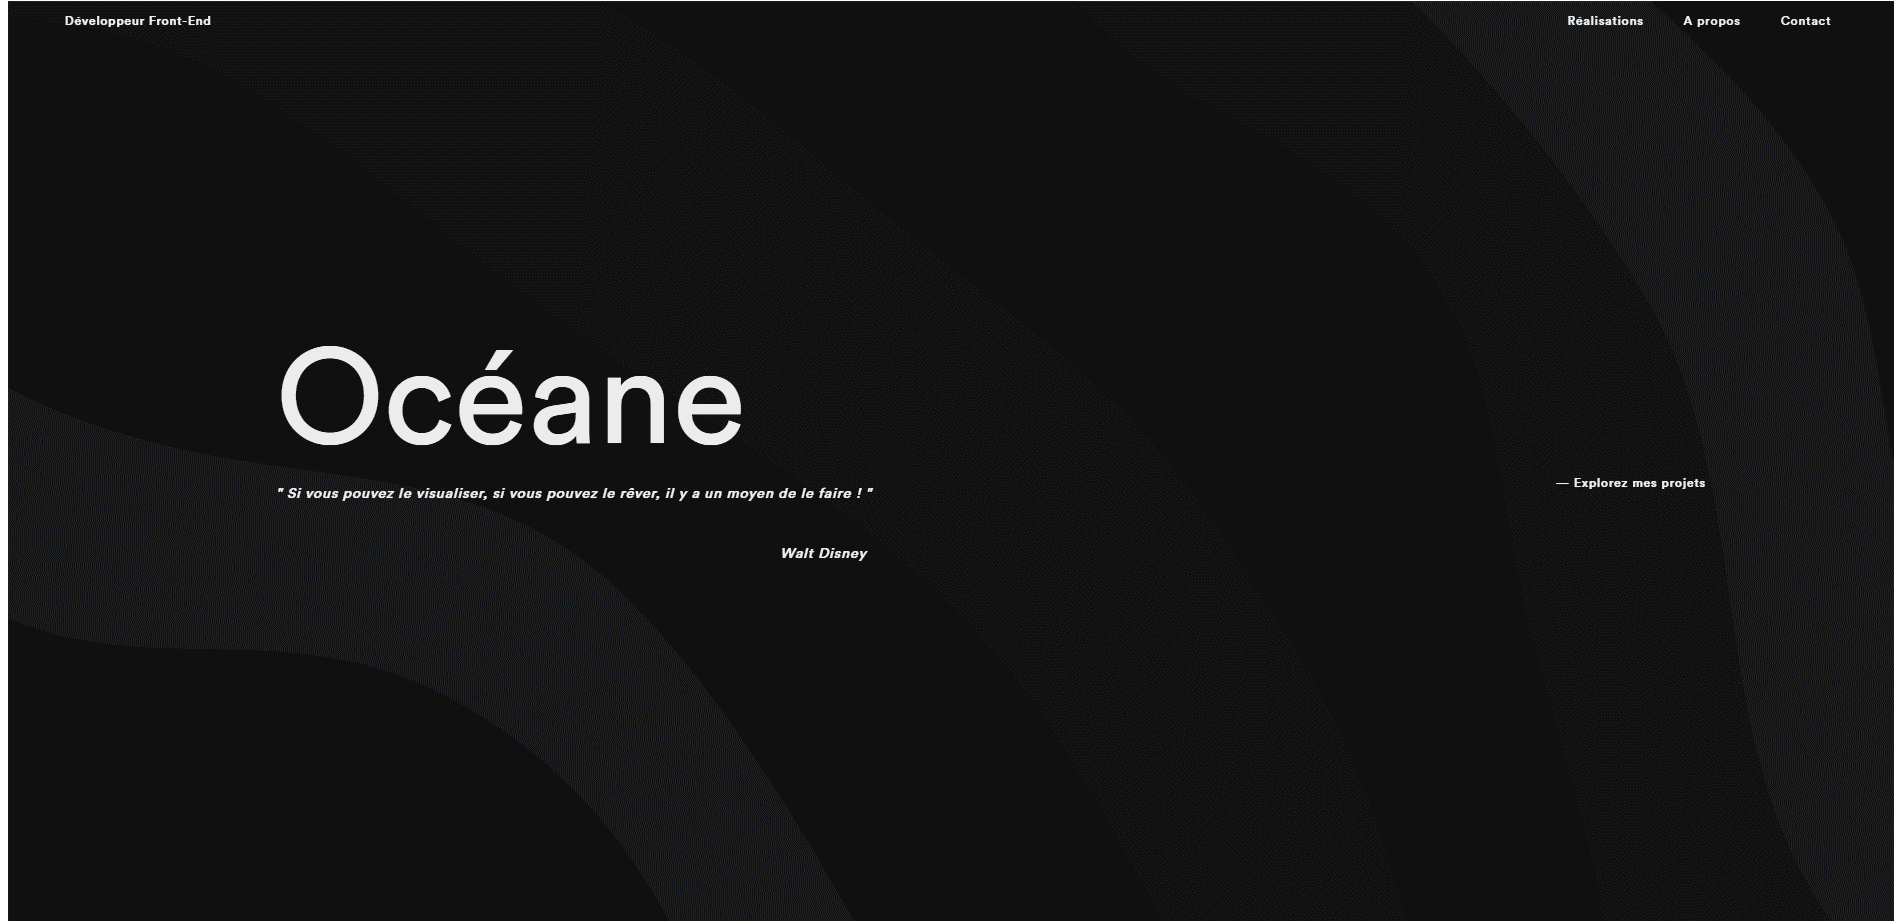 Développeur Front-End
Réalisations
A propos
Contact
Océane
" Si vous pouvez le visualiser, si vous pouvez le rêver, il y a un moyen de le faire ! "
— Explorez mes projets
Walt Disney